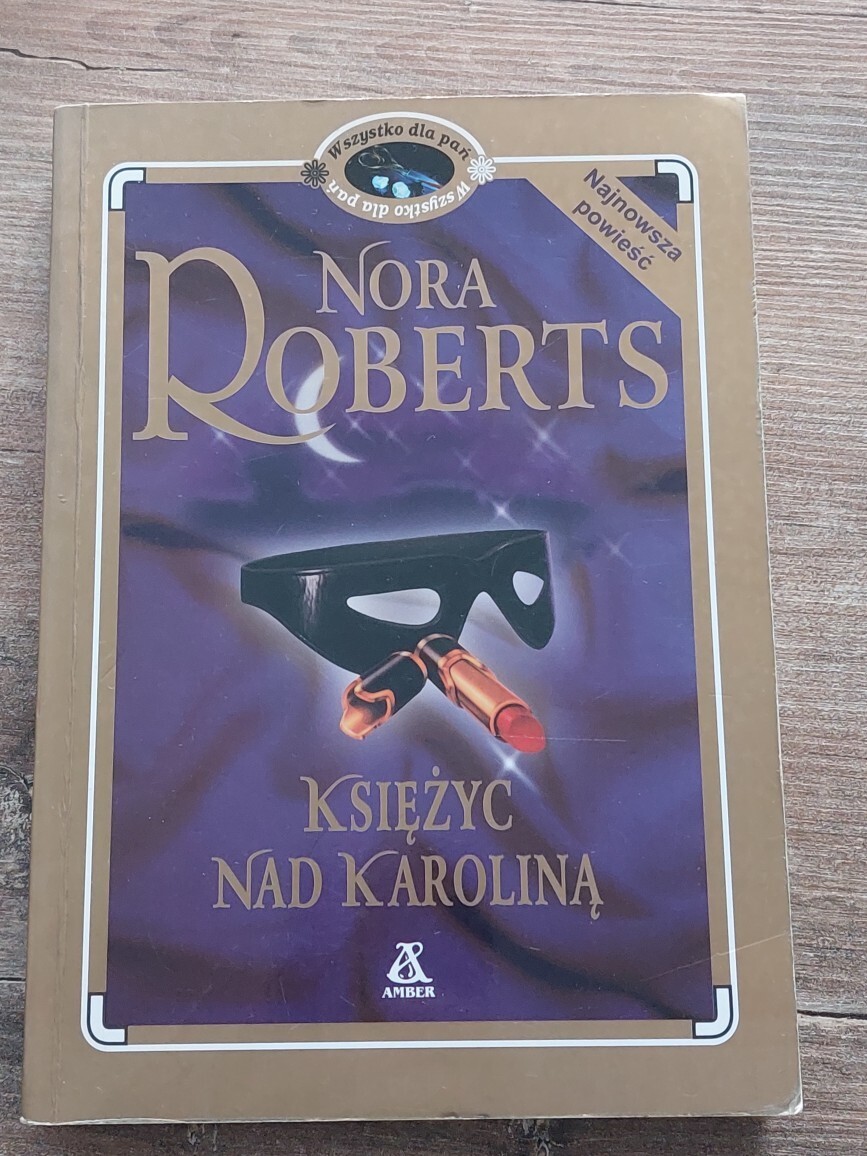 Wszystko dla pań
Wszystko dla pań
Najnowsza
powieść
NORA
ROBERTS
KSIĘŻYC
NAD KAROLINĄ
A
AMBER